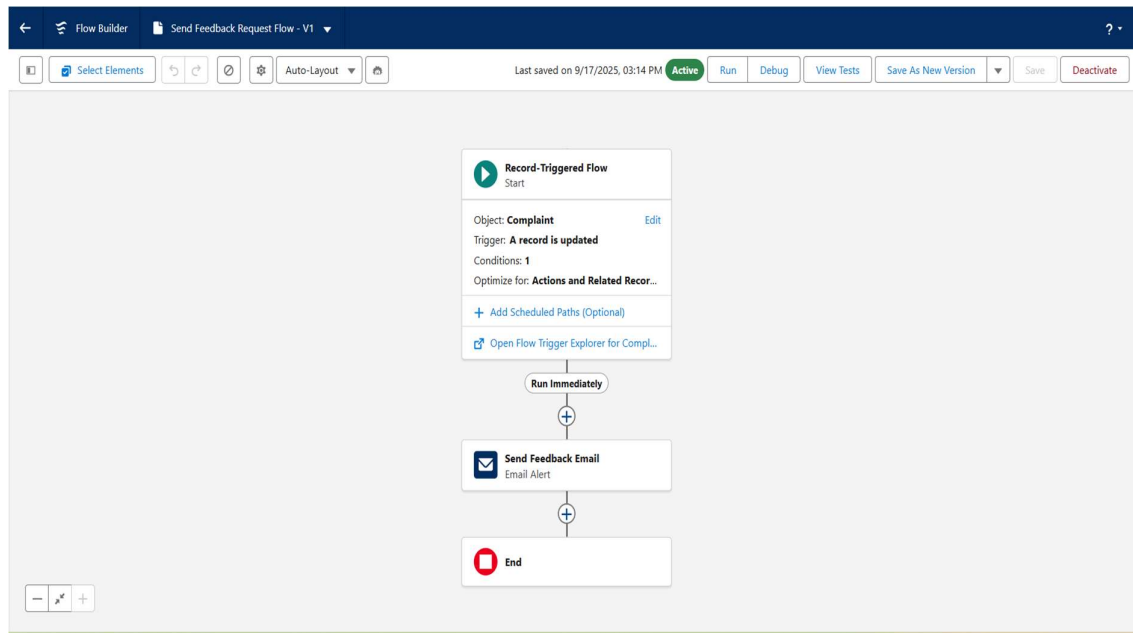 Flow Builder
Send Feedback Request Flow - V1
?
Select Elements
Auto-Layout
Last saved on 9/17/2025, 03:14 PM
Active
Run
Debug
View Tests
Save As New Version
Save
Deactivate
Record-Triggered Flow
Start
Object: Complaint
Edit
Trigger: A record is updated
Conditions: 1
Optimize for: Actions and Related Recor...
+ Add Scheduled Paths (Optional)
Open Flow Trigger Explorer for Compl...
Run Immediately
Send Feedback Email
Email Alert
End